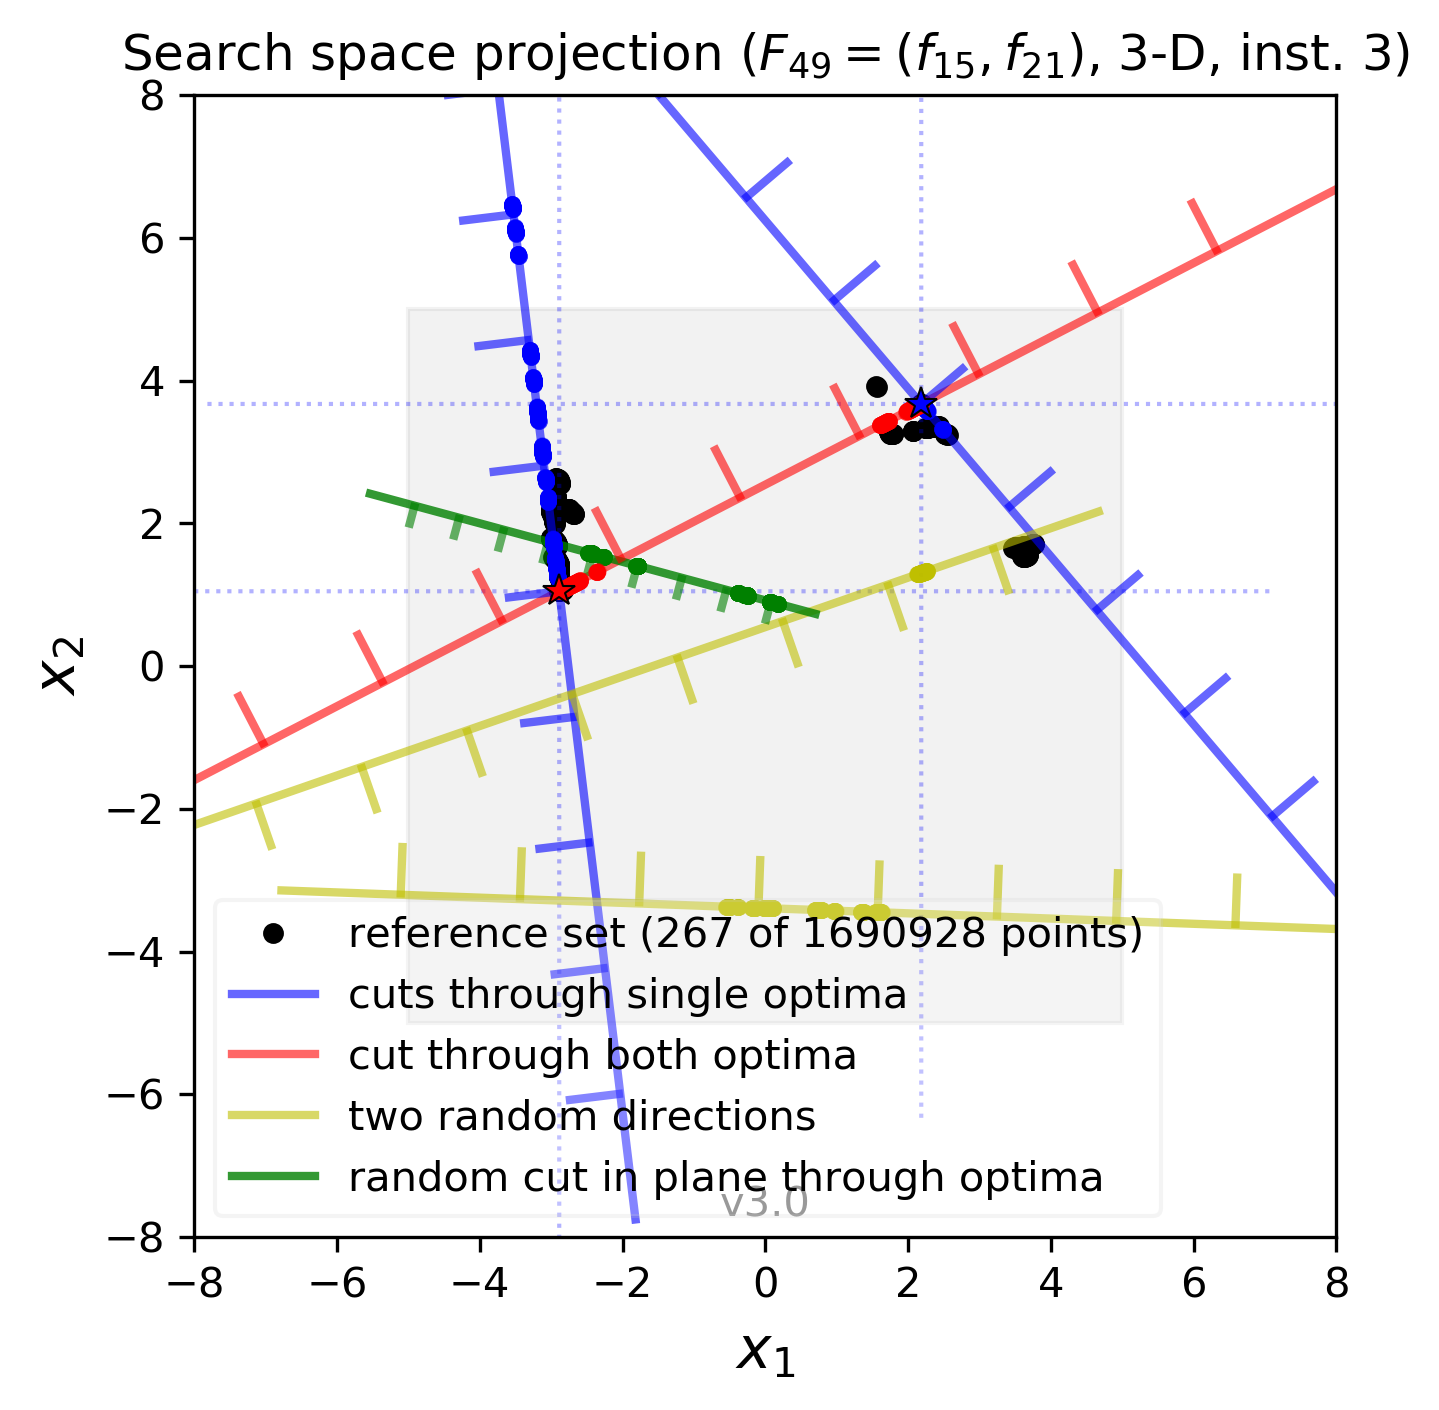 Search space projection (F₄₉ = (f₁₅, f₂₁), 3-D, inst. 3)
8
6
4
2
0
−2
−4
−6
−8
x₂
reference set (267 of 1690928 points)
cuts through single optima
cut through both optima
two random directions
random cut in plane through optima
v3.0
−8 −6 −4 −2 0 2 4 6 8
x₁